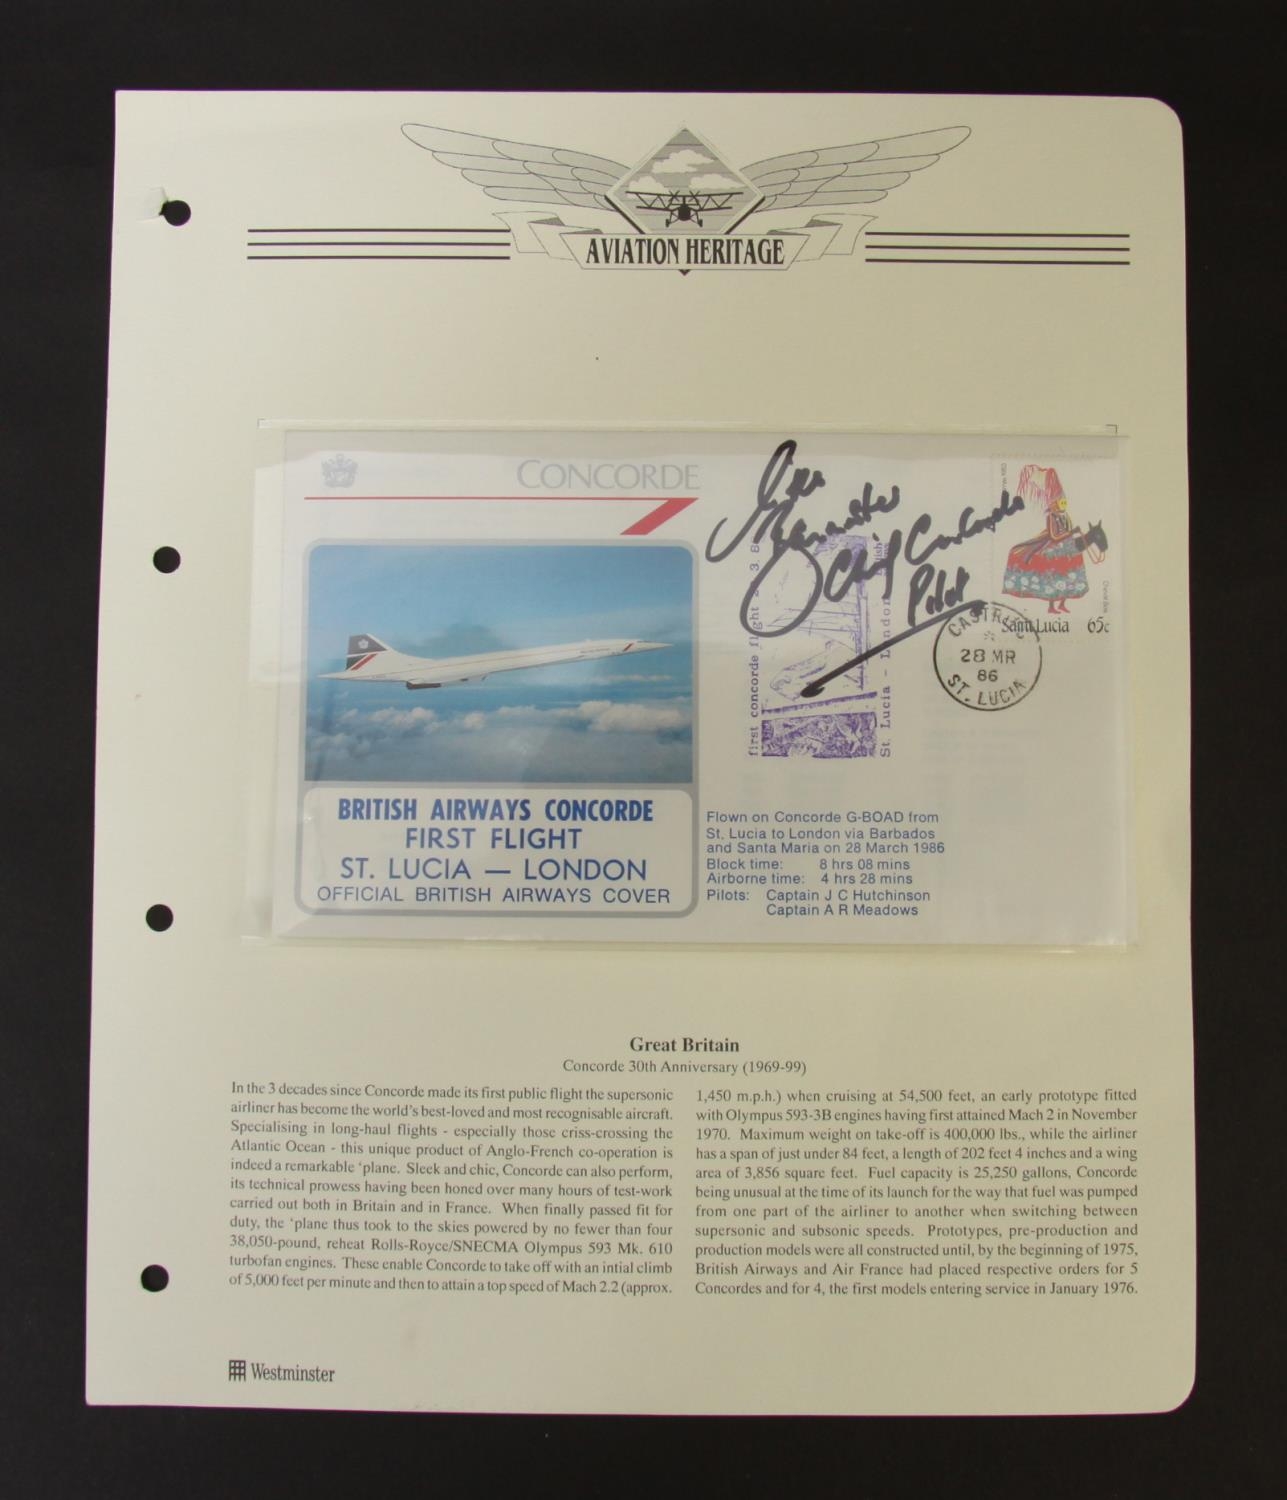 AVIATION HERITAGE
CONCORDE
Mike
Bannister
Chief Concorde
Pilot
Saint Lucia 65c
CASTRIES
28 MR
86
ST. LUCIA
first concorde flight
St. Lucia - London
BRITISH AIRWAYS CONCORDE
FIRST FLIGHT
ST. LUCIA — LONDON
OFFICIAL BRITISH AIRWAYS COVER
Flown on Concorde G-BOAD from
St. Lucia to London via Barbados
and Santa Maria on 28 March 1986
Block time: 8 hrs 08 mins
Airborne time: 4 hrs 28 mins
Pilots: Captain J C Hutchinson
Captain A R Meadows
Great Britain
Concorde 30th Anniversary (1969-99)
In the 3 decades since Concorde made its first public flight the supersonic
airliner has become the world's best-loved and most recognisable aircraft.
Specialising in long-haul flights - especially those criss-crossing the
Atlantic Ocean - this unique product of Anglo-French co-operation is
indeed a remarkable 'plane. Sleek and chic, Concorde can also perform,
its technical prowess having been honed over many hours of test-work
carried out both in Britain and in France. When finally passed fit for
duty, the 'plane thus took to the skies powered by no fewer than four
38,050-pound, reheat Rolls-Royce/SNECMA Olympus 593 Mk. 610
turbofan engines. These enable Concorde to take off with an intial climb
of 5,000 feet per minute and then to attain a top speed of Mach 2.2 (approx.
1,450 m.p.h.) when cruising at 54,500 feet, an early prototype fitted
with Olympus 593-3B engines having first attained Mach 2 in November
1970. Maximum weight on take-off is 400,000 lbs., while the airliner
has a span of just under 84 feet, a length of 202 feet 4 inches and a wing
area of 3,856 square feet. Fuel capacity is 25,250 gallons, Concorde
being unusual at the time of its launch for the way that fuel was pumped
from one part of the airliner to another when switching between
supersonic and subsonic speeds. Prototypes, pre-production and
production models were all constructed until, by the beginning of 1975,
British Airways and Air France had placed respective orders for 5
Concordes and for 4, the first models entering service in January 1976.
Westminster